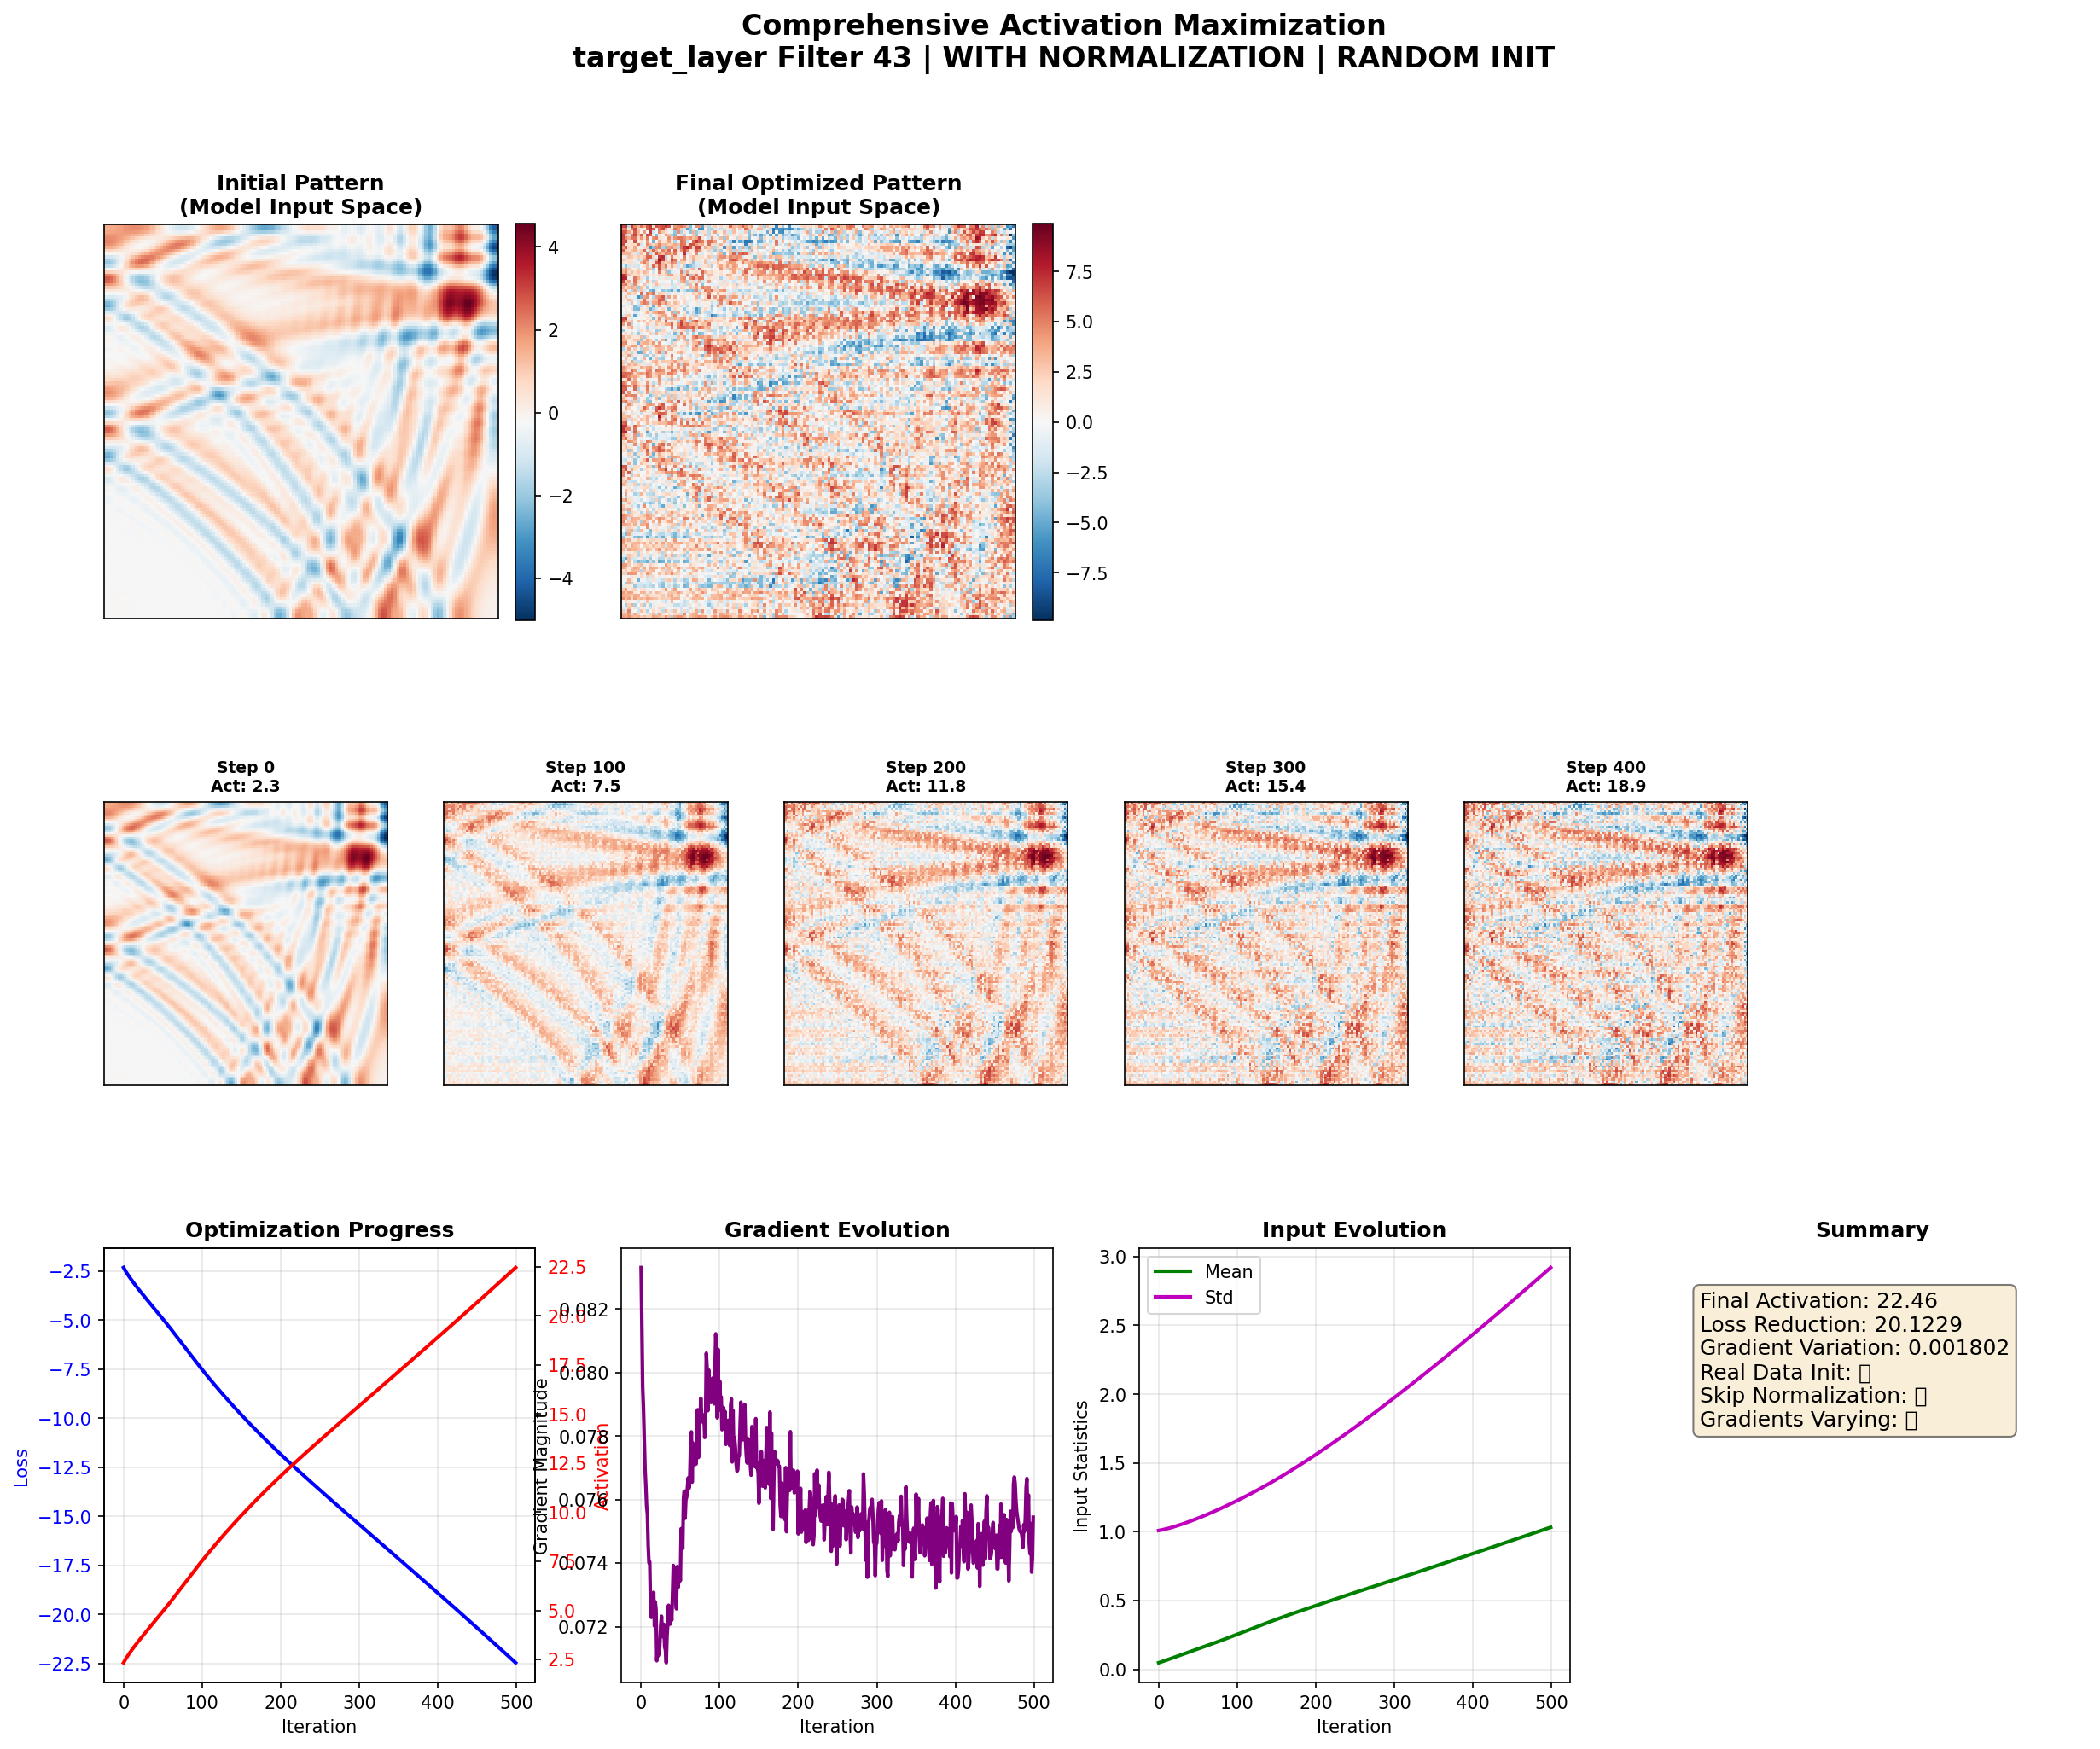 Comprehensive Activation Maximization
target_layer Filter 43 | WITH NORMALIZATION | RANDOM INIT
Initial Pattern
(Model Input Space)
4
2
0
−2
−4
Final Optimized Pattern
(Model Input Space)
7.5
5.0
2.5
0.0
−2.5
−5.0
−7.5
Step 0
Act: 2.3
Step 100
Act: 7.5
Step 200
Act: 11.8
Step 300
Act: 15.4
Step 400
Act: 18.9
Optimization Progress
Loss
−2.5
−5.0
−7.5
−10.0
−12.5
−15.0
−17.5
−20.0
−22.5
0 100 200 300 400 500
Iteration
22.5
20.0
17.5
15.0
12.5
10.0
7.5
5.0
2.5
Activation
Gradient Evolution
Gradient Magnitude
0.082
0.080
0.078
0.076
0.074
0.072
0 100 200 300 400 500
Iteration
Input Evolution
Input Statistics
3.0
2.5
2.0
1.5
1.0
0.5
0.0
Mean
Std
0 100 200 300 400 500
Iteration
Summary
Final Activation: 22.46
Loss Reduction: 20.1229
Gradient Variation: 0.001802
Real Data Init:
Skip Normalization:
Gradients Varying: